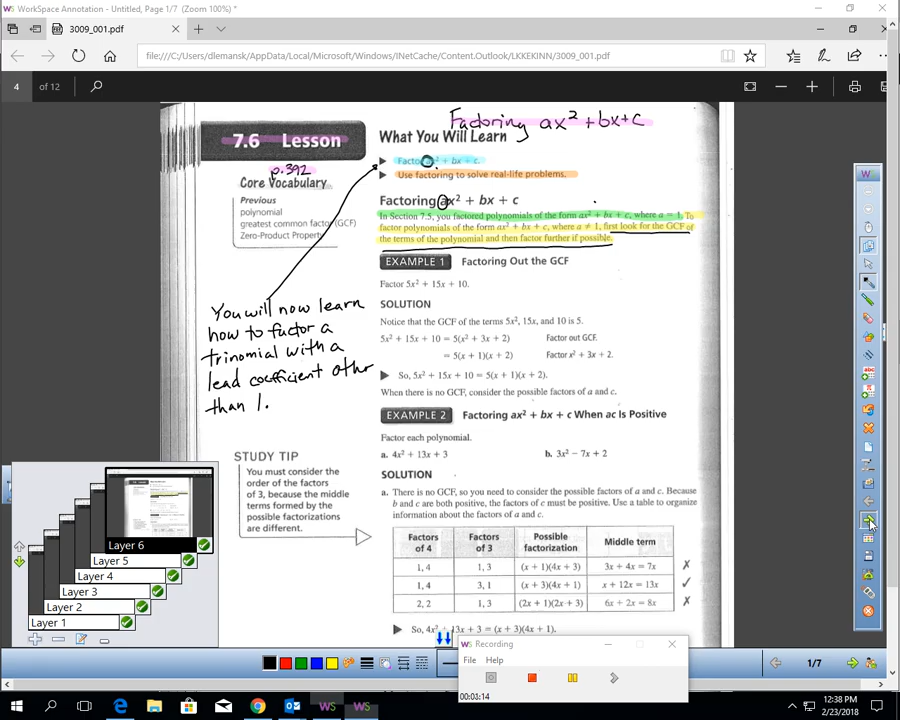 WorkSpace Annotation - Untitled, Page 1/7 (Zoom 100%) *
3009_001.pdf
file:///C:/Users/dlemansk/AppData/Local/Microsoft/Windows/INetCache/Content.Outlook/LKKEKINN/3009_001.pdf
4 of 12
Factoring ax² + bx + c
7.6 Lesson
What You Will Learn
Factor ax² + bx + c.
Use factoring to solve real-life problems.
p.392
Core Vocabulary
Previous
polynomial
greatest common factor (GCF)
Zero-Product Property
Factoring ax² + bx + c
In Section 7.5, you factored polynomials of the form ax² + bx + c, where a = 1. To
factor polynomials of the form ax² + bx + c, where a ≠ 1, first look for the GCF of
the terms of the polynomial and then factor further if possible.
EXAMPLE 1 Factoring Out the GCF
Factor 5x² + 15x + 10.
SOLUTION
Notice that the GCF of the terms 5x², 15x, and 10 is 5.
5x² + 15x + 10 = 5(x² + 3x + 2) Factor out GCF.
= 5(x + 1)(x + 2) Factor x² + 3x + 2.
So, 5x² + 15x + 10 = 5(x + 1)(x + 2).
When there is no GCF, consider the possible factors of a and c.
You will now learn
how to factor a
trinomial with a
lead coefficient other
than 1.
EXAMPLE 2 Factoring ax² + bx + c When ac Is Positive
Factor each polynomial.
a. 4x² + 13x + 3 b. 3x² − 7x + 2
SOLUTION
a. There is no GCF, so you need to consider the possible factors of a and c. Because
b and c are both positive, the factors of c must be positive. Use a table to organize
information about the factors of a and c.
STUDY TIP
You must consider the
order of the factors
of 3, because the middle
terms formed by the
possible factorizations
are different.
Factors of 4 Factors of 3 Possible factorization Middle term
1, 4 1, 3 (x + 1)(4x + 3) 3x + 4x = 7x ✗
1, 4 3, 1 (x + 3)(4x + 1) x + 12x = 13x ✓
2, 2 1, 3 (2x + 1)(2x + 3) 6x + 2x = 8x ✗
So, 4x² + 13x + 3 = (x + 3)(4x + 1).
Layer 6
Layer 5
Layer 4
Layer 3
Layer 2
Layer 1
Recording
File Help
00:03:14
1/7
12:38 PM
2/23/2018